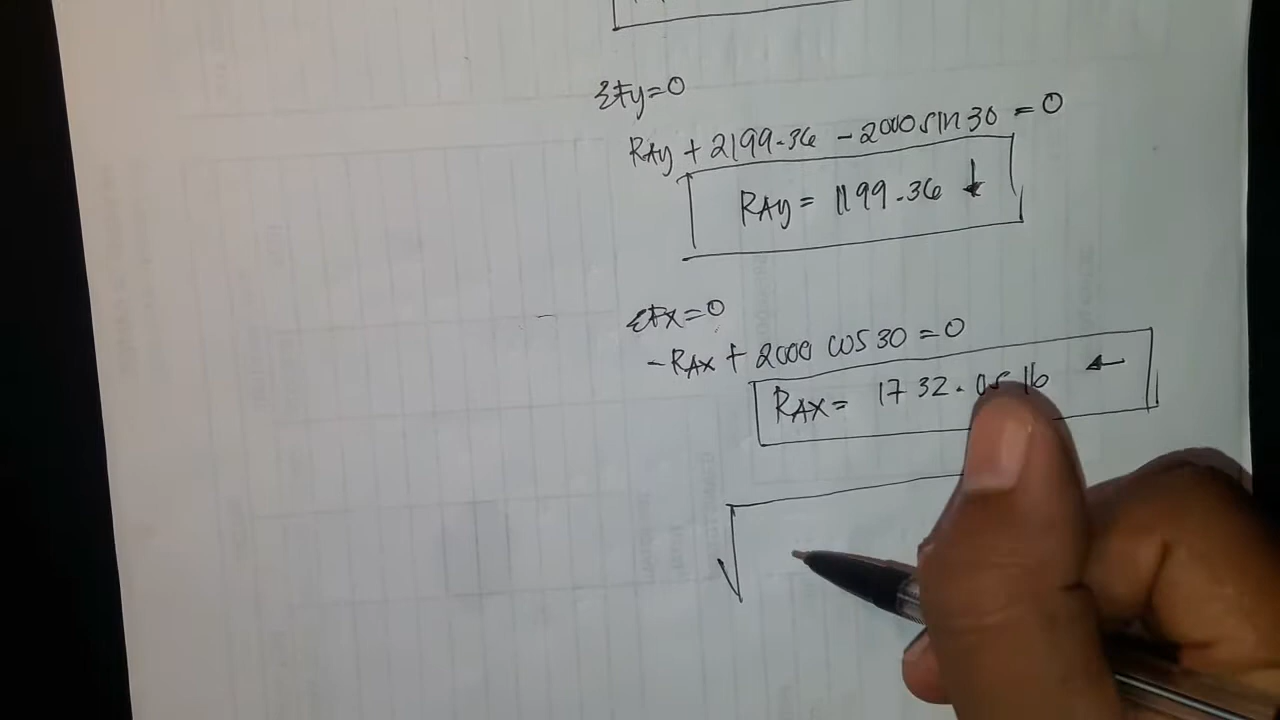 ΣFy=0
RAy + 2199.36 - 2000 sin 30 = 0
RAy = 1199.36 ↓
ΣFx=0
-RAx + 2000 cos 30 = 0
RAx = 1732.05 lb ←
√